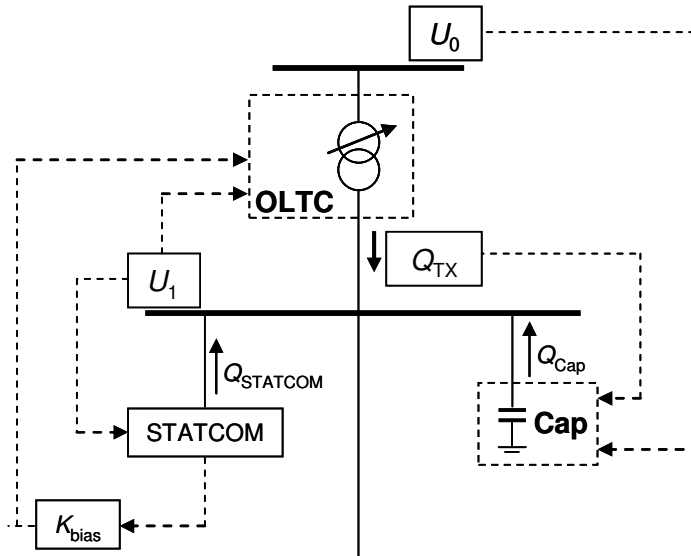 U0
OLTC
QTX
U1
QSTATCOM
QCap
STATCOM
Cap
Kbias